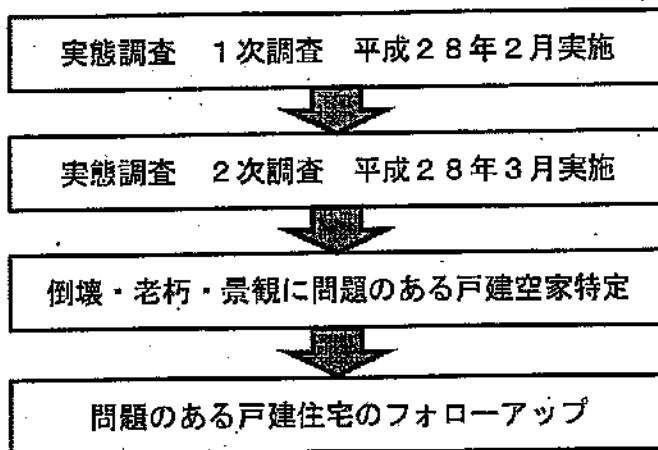 実態調査　１次調査　平成２８年２月実施
実態調査　２次調査　平成２８年３月実施
倒壊・老朽・景観に問題のある戸建空家特定
問題のある戸建住宅のフォローアップ